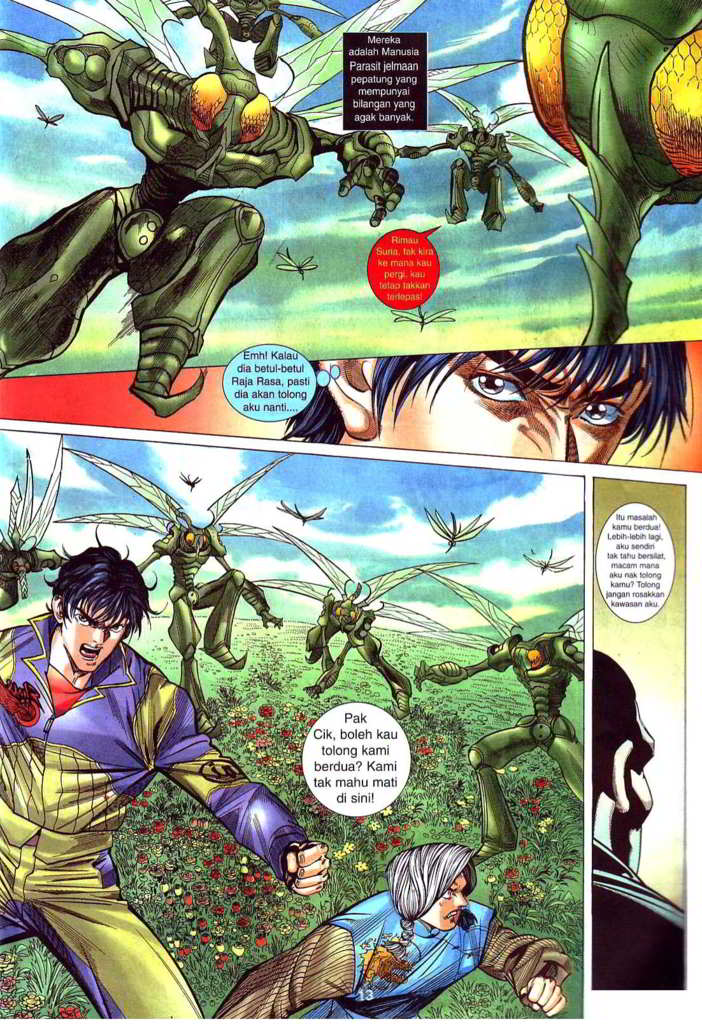 Mereka
adalah Manusia
Parasit jelmaan
pepatung yang
mempunyai
bilangan yang
agak banyak.
Rimau
Suria, tak kira
ke mana kau
pergi, kau
tetap takkan
terlepas!
Emh! Kalau
dia betul-betul
Raja Rasa, pasti
dia akan tolong
aku nanti....
Itu masalah
kamu berdua!
Lebih-lebih lagi,
aku sendiri
tak tahu bersilat,
macam mana
aku nak tolong
kamu? Tolong
jangan rosakkan
kawasan aku.
Pak
Cik, boleh kau
tolong kami
berdua? Kami
tak mahu mati
di sini!
13